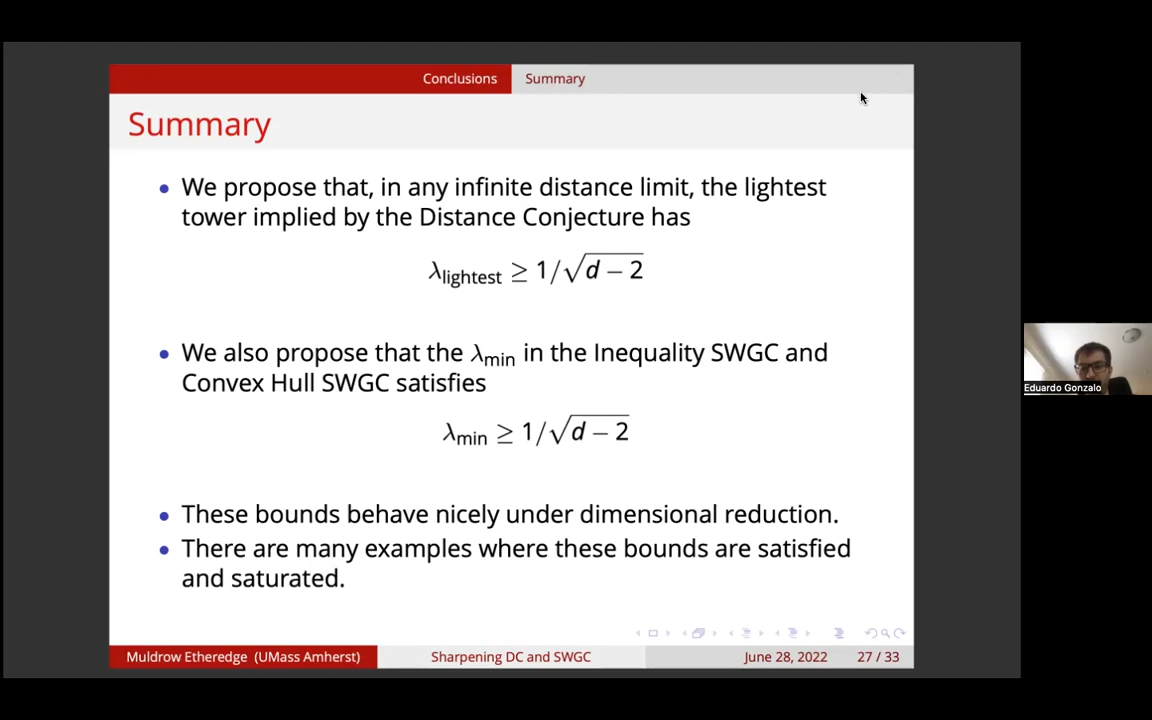 Conclusions Summary
Summary
• We propose that, in any infinite distance limit, the lightest
tower implied by the Distance Conjecture has
λlightest ≥ 1/√d − 2
• We also propose that the λmin in the Inequality SWGC and
Convex Hull SWGC satisfies
λmin ≥ 1/√d − 2
• These bounds behave nicely under dimensional reduction.
• There are many examples where these bounds are satisfied
and saturated.
Muldrow Etheredge (UMass Amherst) Sharpening DC and SWGC June 28, 2022 27 / 33
Eduardo Gonzalo